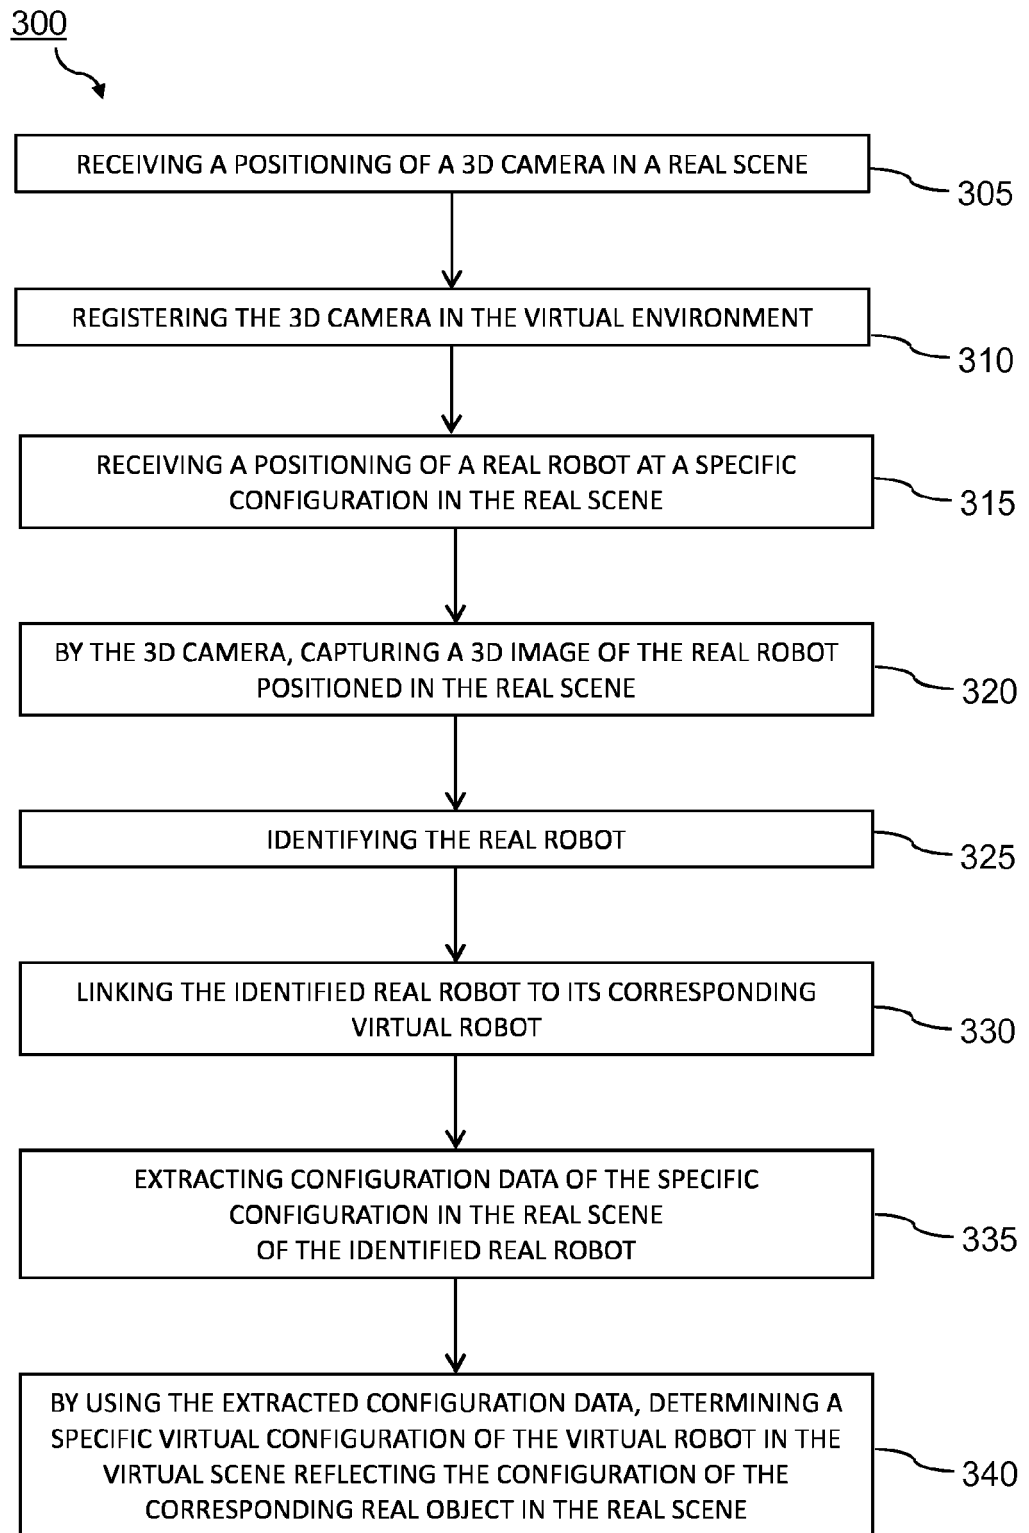 300
RECEIVING A POSITIONING OF A 3D CAMERA IN A REAL SCENE
305
REGISTERING THE 3D CAMERA IN THE VIRTUAL ENVIRONMENT
310
RECEIVING A POSITIONING OF A REAL ROBOT AT A SPECIFIC
CONFIGURATION IN THE REAL SCENE
315
BY THE 3D CAMERA, CAPTURING A 3D IMAGE OF THE REAL ROBOT
POSITIONED IN THE REAL SCENE
320
IDENTIFYING THE REAL ROBOT
325
LINKING THE IDENTIFIED REAL ROBOT TO ITS CORRESPONDING
VIRTUAL ROBOT
330
EXTRACTING CONFIGURATION DATA OF THE SPECIFIC
CONFIGURATION IN THE REAL SCENE
OF THE IDENTIFIED REAL ROBOT
335
BY USING THE EXTRACTED CONFIGURATION DATA, DETERMINING A
SPECIFIC VIRTUAL CONFIGURATION OF THE VIRTUAL ROBOT IN THE
VIRTUAL SCENE REFLECTING THE CONFIGURATION OF THE
CORRESPONDING REAL OBJECT IN THE REAL SCENE
340